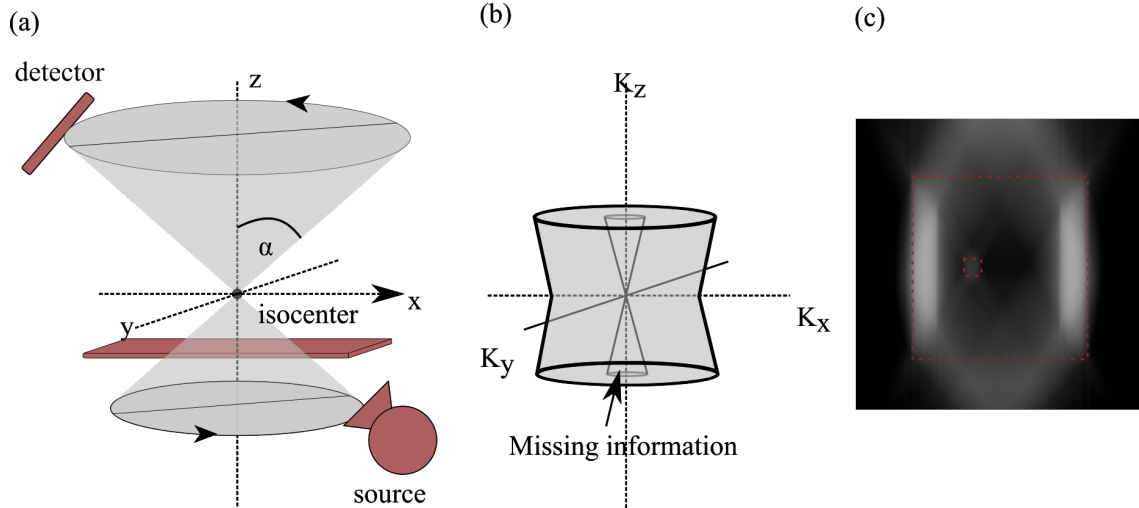 (a)
(b)
(c)
detector
z
α
x
isocenter
y
source
Kz
Kx
Ky
Missing information